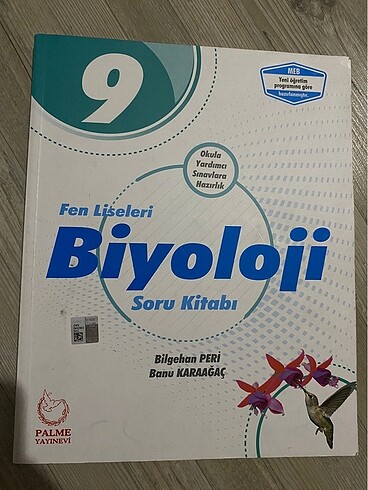 9
MEB
Yeni öğretim
programına göre
hazırlanmıştır.
Okula
Yardımcı
Sınavlara
Hazırlık
Fen Liseleri
Biyoloji
Soru Kitabı
Bilgehan PERİ
Banu KARAAĞAÇ
PALME
YAYINEVİ